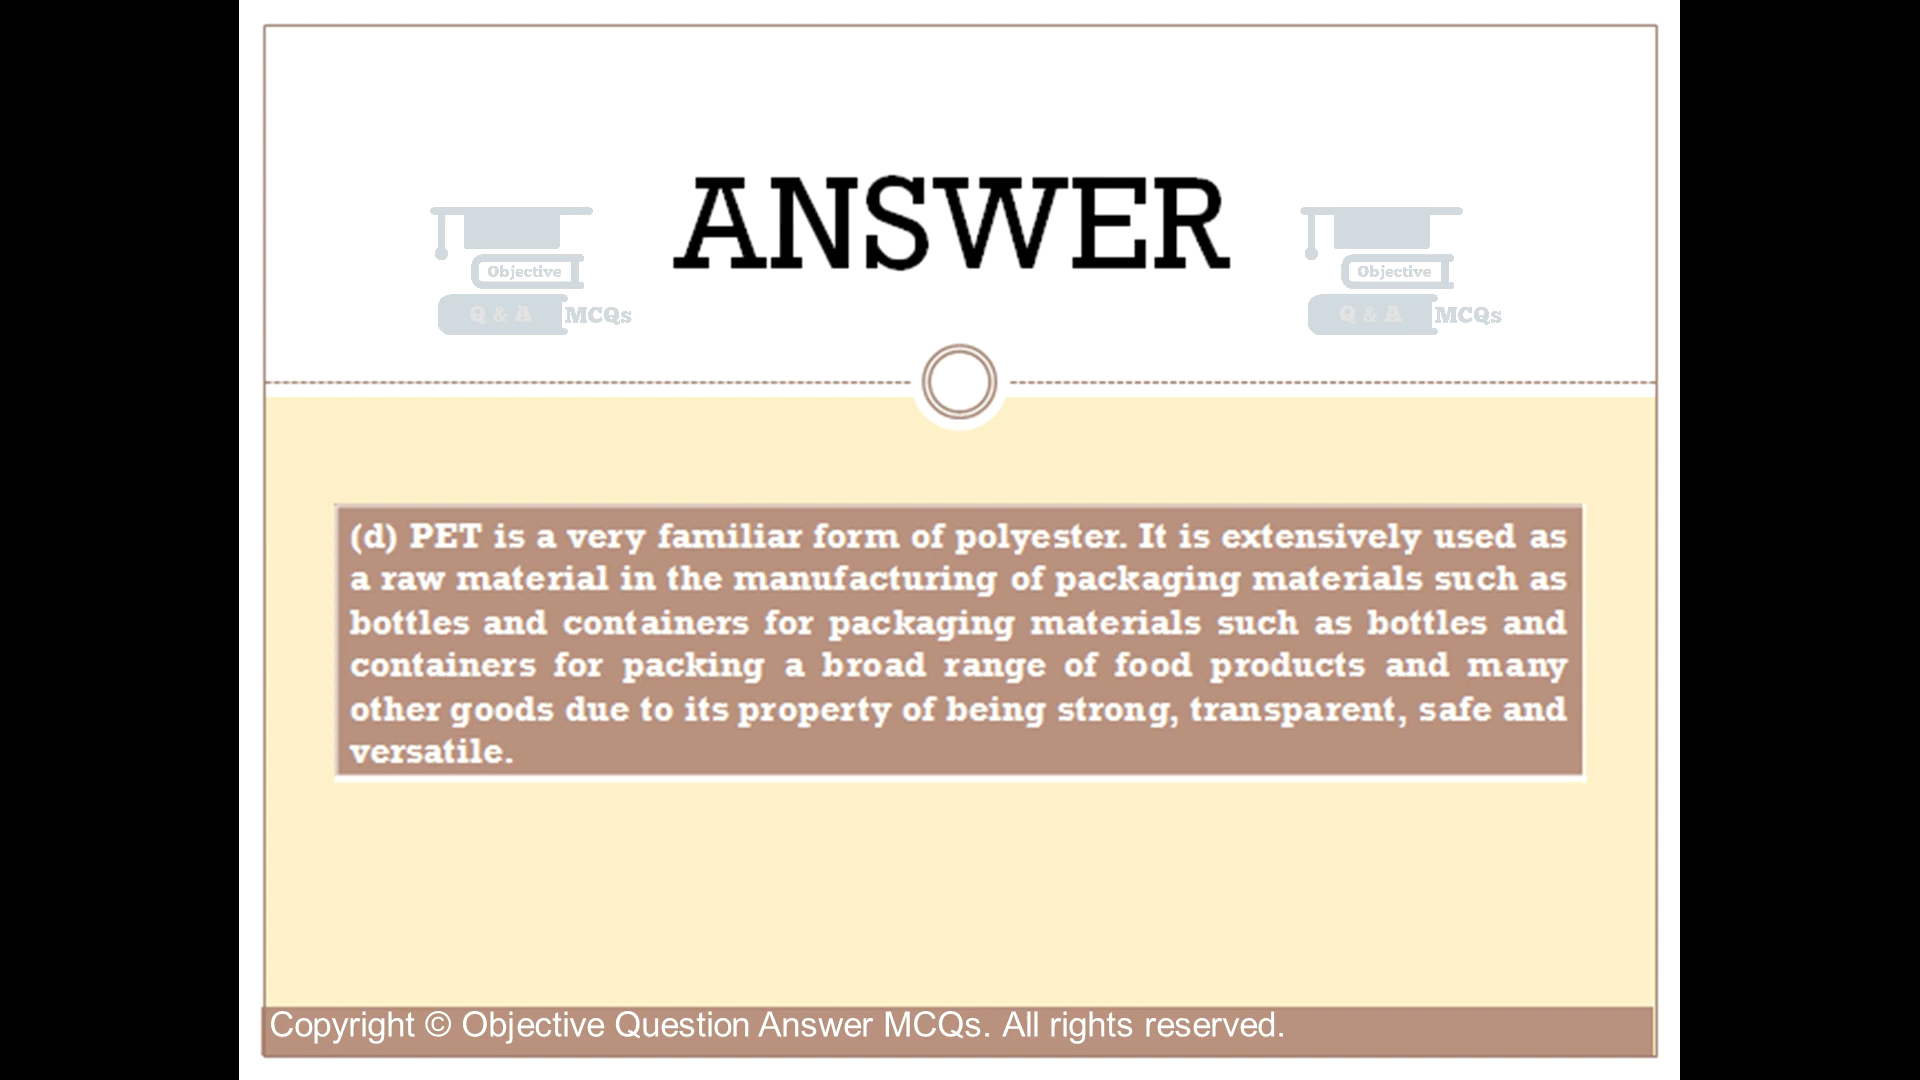 ANSWER
Objective
Q & A MCQs
Objective
Q & A MCQs
(d) PET is a very familiar form of polyester. It is extensively used as
a raw material in the manufacturing of packaging materials such as
bottles and containers for packaging materials such as bottles and
containers for packing a broad range of food products and many
other goods due to its property of being strong, transparent, safe and
versatile.
Copyright © Objective Question Answer MCQs. All rights reserved.